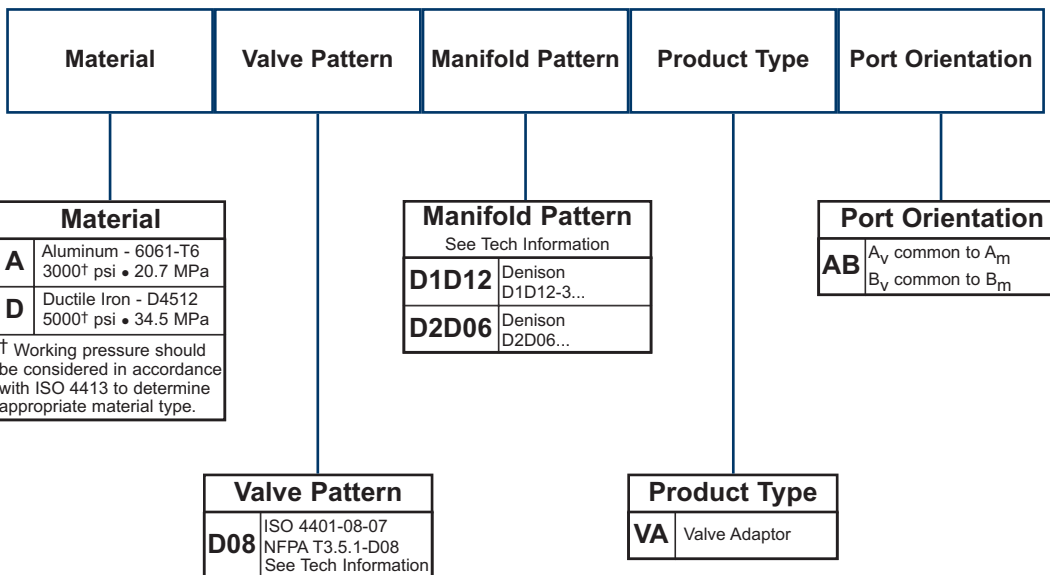 Material Valve Pattern Manifold Pattern Product Type Port Orientation
Material
A Aluminum - 6061-T6
3000† psi • 20.7 MPa
D Ductile Iron - D4512
5000† psi • 34.5 MPa
† Working pressure should
be considered in accordance
with ISO 4413 to determine
appropriate material type.
Manifold Pattern
See Tech Information
D1D12 Denison
D1D12-3...
D2D06 Denison
D2D06...
Port Orientation
AB Av common to Am
Bv common to Bm
Valve Pattern
D08 ISO 4401-08-07
NFPA T3.5.1-D08
See Tech Information
Product Type
VA Valve Adaptor